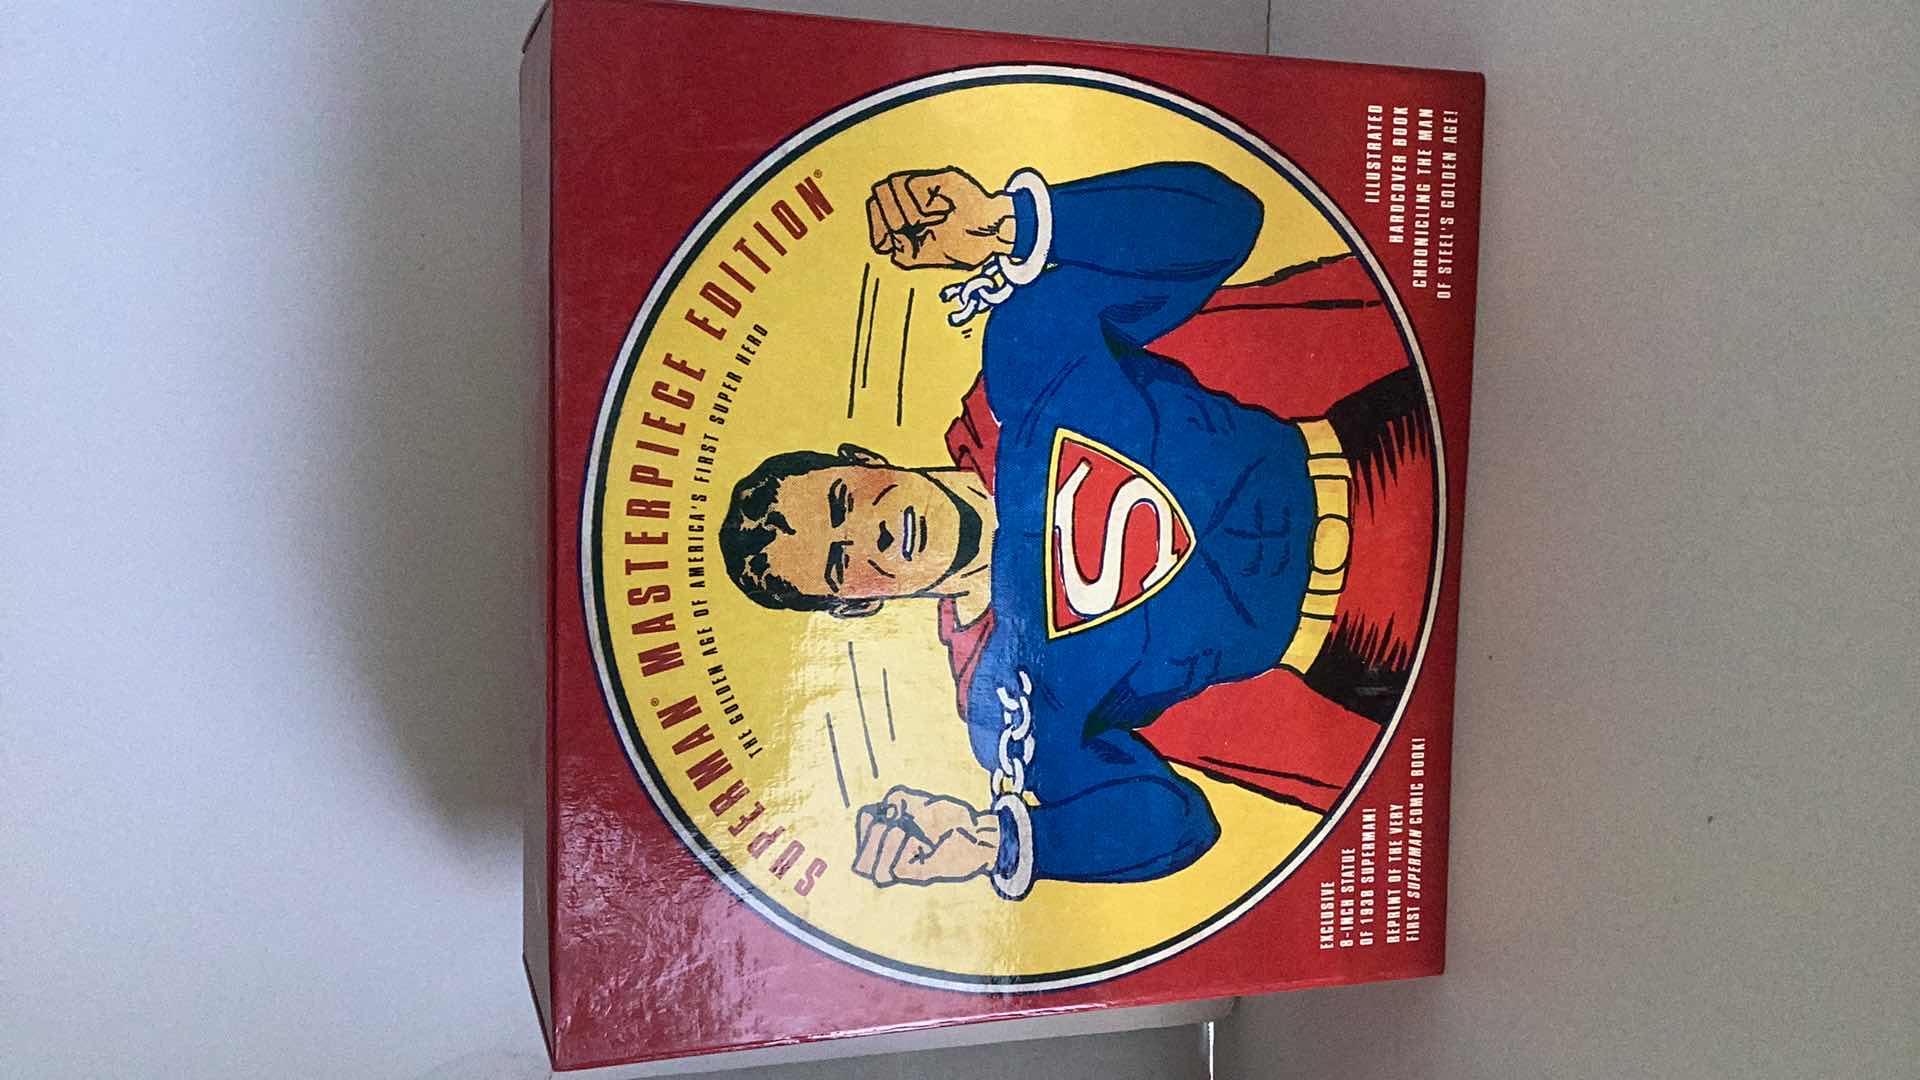 SUPERMAN® MASTERPIECE EDITION®
THE GOLDEN AGE OF AMERICA'S FIRST SUPER HERO
S
EXCLUSIVE
8-INCH STATUE
OF 1938 SUPERMAN!
REPRINT OF THE VERY
FIRST SUPERMAN COMIC BOOK!
ILLUSTRATED
HARDCOVER BOOK
CHRONICLING THE MAN
OF STEEL'S GOLDEN AGE!